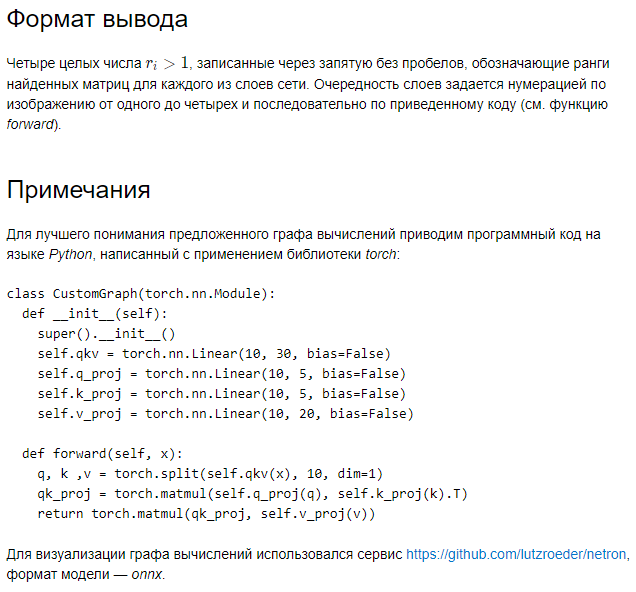 Формат вывода
Четыре целых числа r_i > 1, записанные через запятую без пробелов, обозначающие ранги
найденных матриц для каждого из слоев сети. Очередность слоев задается нумерацией по
изображению от одного до четырех и последовательно по приведенному коду (см. функцию
forward).
Примечания
Для лучшего понимания предложенного графа вычислений приводим программный код на
языке Python, написанный с применением библиотеки torch:
class CustomGraph(torch.nn.Module):
  def __init__(self):
    super().__init__()
    self.qkv = torch.nn.Linear(10, 30, bias=False)
    self.q_proj = torch.nn.Linear(10, 5, bias=False)
    self.k_proj = torch.nn.Linear(10, 5, bias=False)
    self.v_proj = torch.nn.Linear(10, 20, bias=False)
  def forward(self, x):
    q, k ,v = torch.split(self.qkv(x), 10, dim=1)
    qk_proj = torch.matmul(self.q_proj(q), self.k_proj(k).T)
    return torch.matmul(qk_proj, self.v_proj(v))
Для визуализации графа вычислений использовался сервис https://github.com/lutzroeder/netron,
формат модели — onnx.